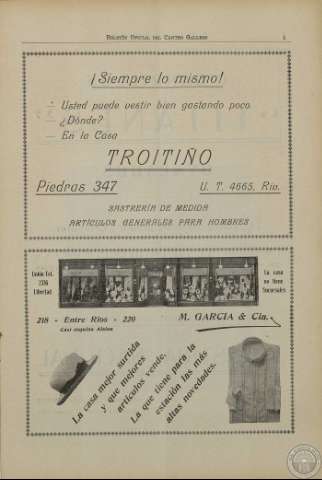 Boletín Oficial del Centro Gallego
¡Siempre lo mismo!
— Usted puede vestir bien gastando poco
¿Dónde?
— En la Casa
TROITIÑO
Piedras 347
U. T. 4665, Riv.
SASTRERÍA DE MEDIDA
ARTÍCULOS GENERALES PARA HOMBRES
Unión Tel.
Libertad
La casa
no tiene
Sucursales
218 - Entre Ríos - 220
Casi esquina Alsina
M. GARCIA & Cia.
La casa mejor surtida
y que mejores
artículos vende.
La que tiene para la
estación las más
altas novedades.